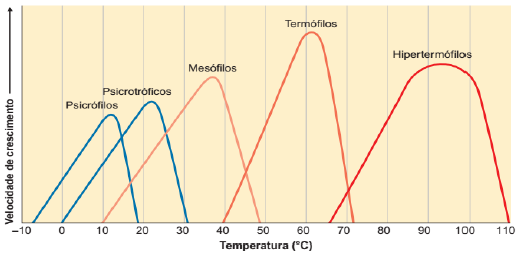 Termófilos
Hipertermófilos
Mesófilos
Psicrotróficos
Psicrófilos
Velocidade de crescimento
–10 0 10 20 30 40 50 60 70 80 90 100 110
Temperatura (°C)